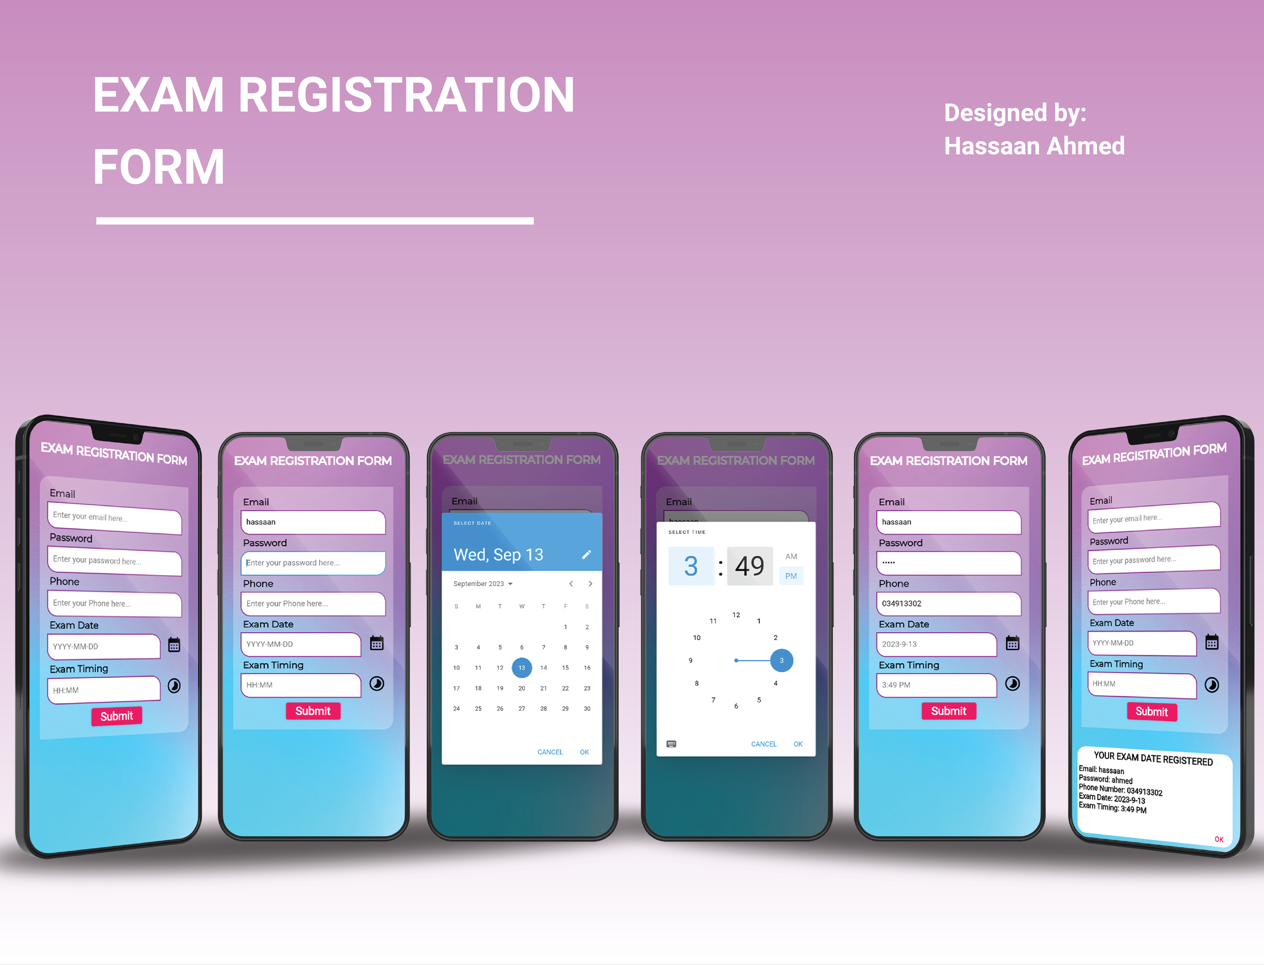 EXAM REGISTRATION
FORM
Designed by:
Hassaan Ahmed
EXAM REGISTRATION FORM
Email
Enter your email here...
Password
Enter your password here...
Phone
Enter your Phone here...
Exam Date
YYYY-MM-DD
Exam Timing
HH:MM
Submit
EXAM REGISTRATION FORM
Email
hassaan
Password
Enter your password here...
Phone
Enter your Phone here...
Exam Date
YYYY-MM-DD
Exam Timing
HH:MM
Submit
EXAM REGISTRATION FORM
Email
SELECT DATE
Wed, Sep 13
September 2023
S M T W T F S
1 2
3 4 5 6 7 8 9
10 11 12 13 14 15 16
17 18 19 20 21 22 23
24 25 26 27 28 29 30
CANCEL OK
EXAM REGISTRATION FORM
Email
hassaan
SELECT TIME
3 : 49
AM
PM
12
11 1
10 2
9 3
8 4
7 5
6
CANCEL OK
EXAM REGISTRATION FORM
Email
hassaan
Password
•••••
Phone
034913302
Exam Date
2023-9-13
Exam Timing
3:49 PM
Submit
EXAM REGISTRATION FORM
Email
Enter your email here...
Password
Enter your password here...
Phone
Enter your Phone here...
Exam Date
YYYY-MM-DD
Exam Timing
HH:MM
Submit
YOUR EXAM DATE REGISTERED
Email: hassaan
Password: ahmed
Phone Number: 034913302
Exam Date: 2023-9-13
Exam Timing: 3:49 PM
OK